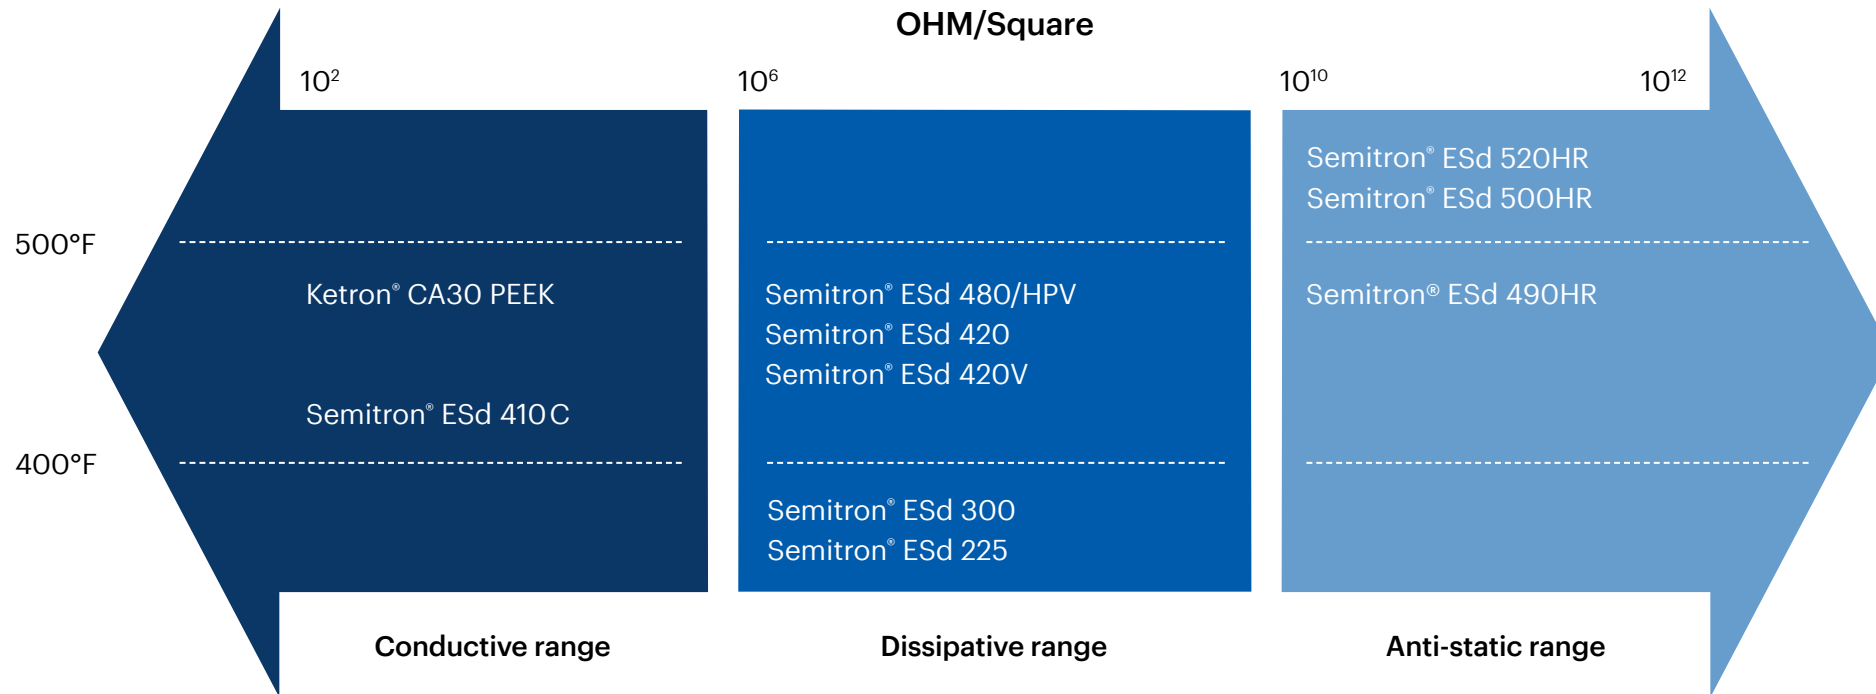 OHM/Square
10² 10⁶ 10¹⁰ 10¹²
Semitron® ESd 520HR
Semitron® ESd 500HR
500°F
Ketron® CA30 PEEK
Semitron® ESd 480/HPV
Semitron® ESd 490HR
Semitron® ESd 420
Semitron® ESd 420V
Semitron® ESd 410 C
400°F
Semitron® ESd 300
Semitron® ESd 225
Conductive range
Dissipative range
Anti-static range